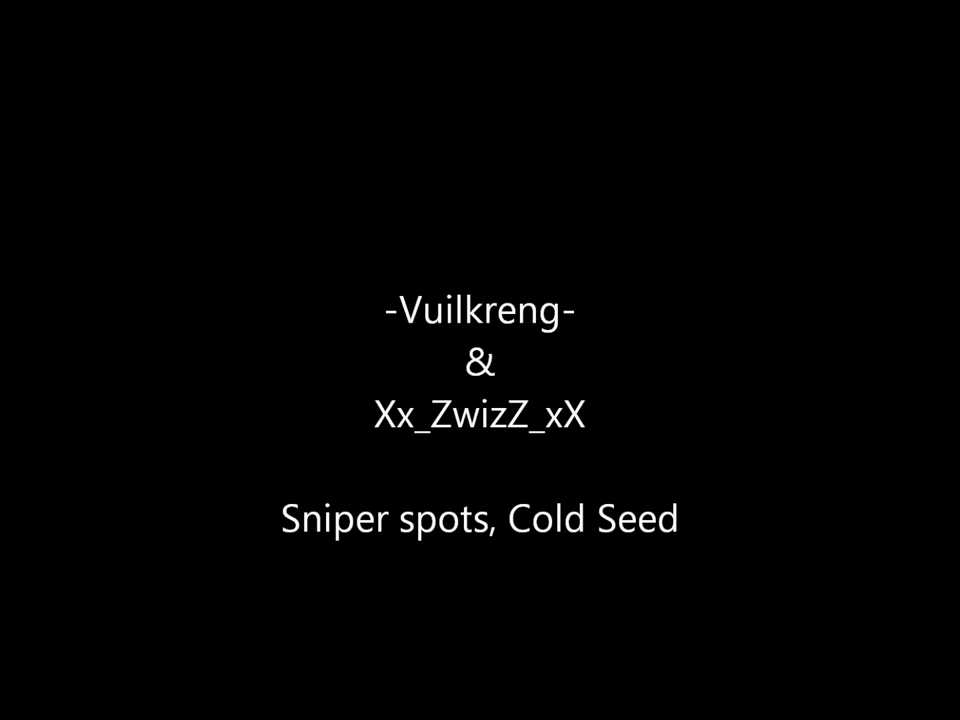 -Vuilkreng-
&
Xx_ZwizZ_xX
Sniper spots, Cold Seed